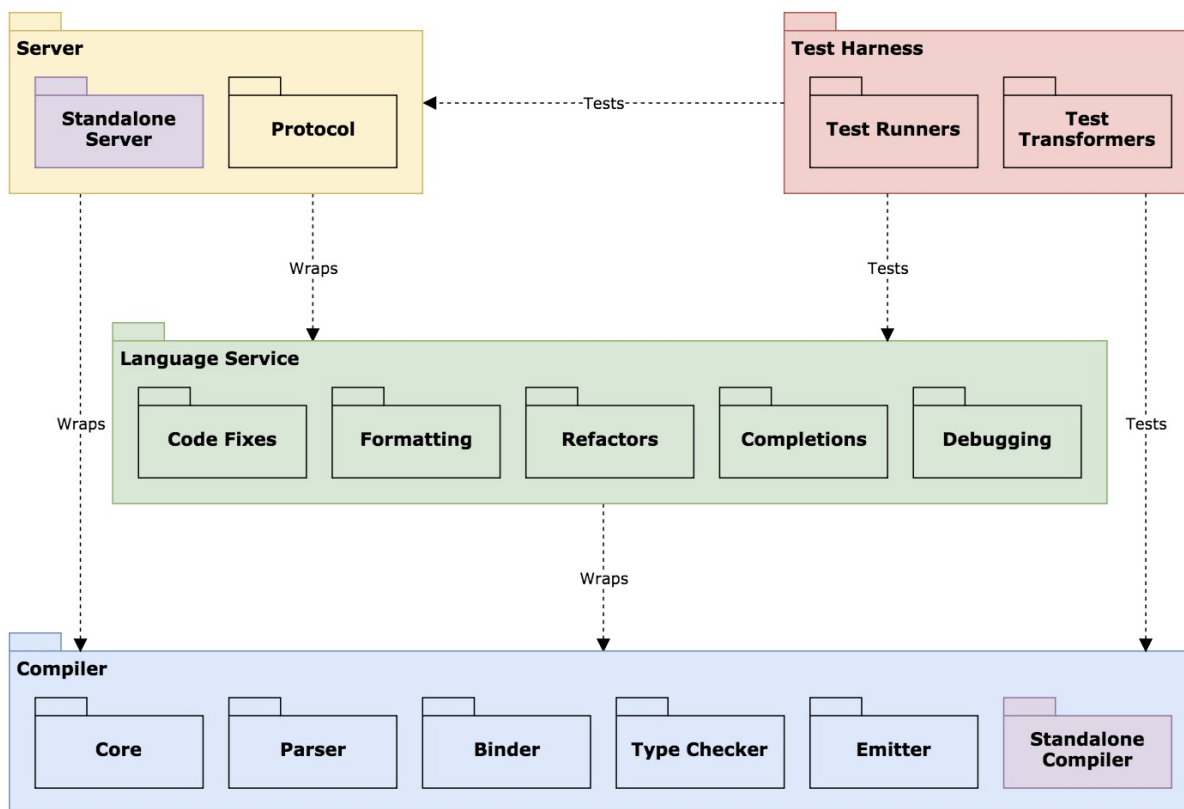 Server
Test Harness
Standalone
Server
Protocol
Tests
Test Runners
Test
Transformers
Wraps
Tests
Language Service
Wraps
Tests
Code Fixes
Formatting
Refactors
Completions
Debugging
Wraps
Compiler
Core
Parser
Binder
Type Checker
Emitter
Standalone
Compiler